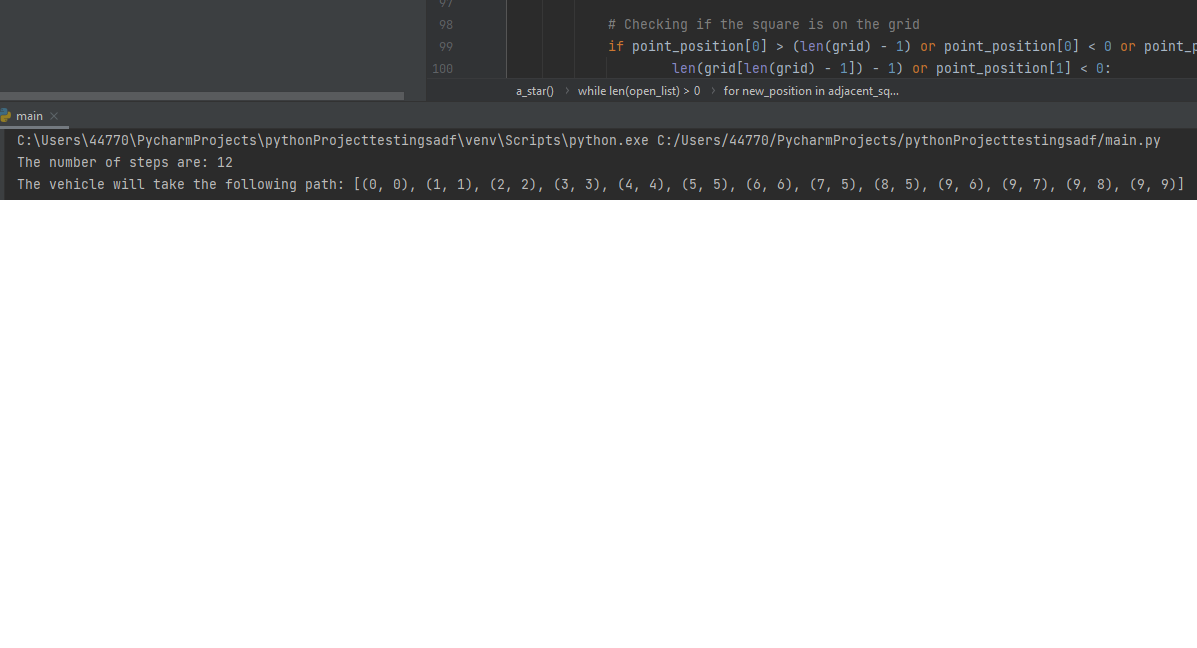 97
98 # Checking if the square is on the grid
99 if point_position[0] > (len(grid) - 1) or point_position[0] < 0 or point_p
100 len(grid[len(grid) - 1]) - 1) or point_position[1] < 0:
a_star() > while len(open_list) > 0 > for new_position in adjacent_sq...
main ×
C:\Users\44770\PycharmProjects\pythonProjecttestingsadf\venv\Scripts\python.exe C:/Users/44770/PycharmProjects/pythonProjecttestingsadf/main.py
The number of steps are: 12
The vehicle will take the following path: [(0, 0), (1, 1), (2, 2), (3, 3), (4, 4), (5, 5), (6, 6), (7, 5), (8, 5), (9, 6), (9, 7), (9, 8), (9, 9)]